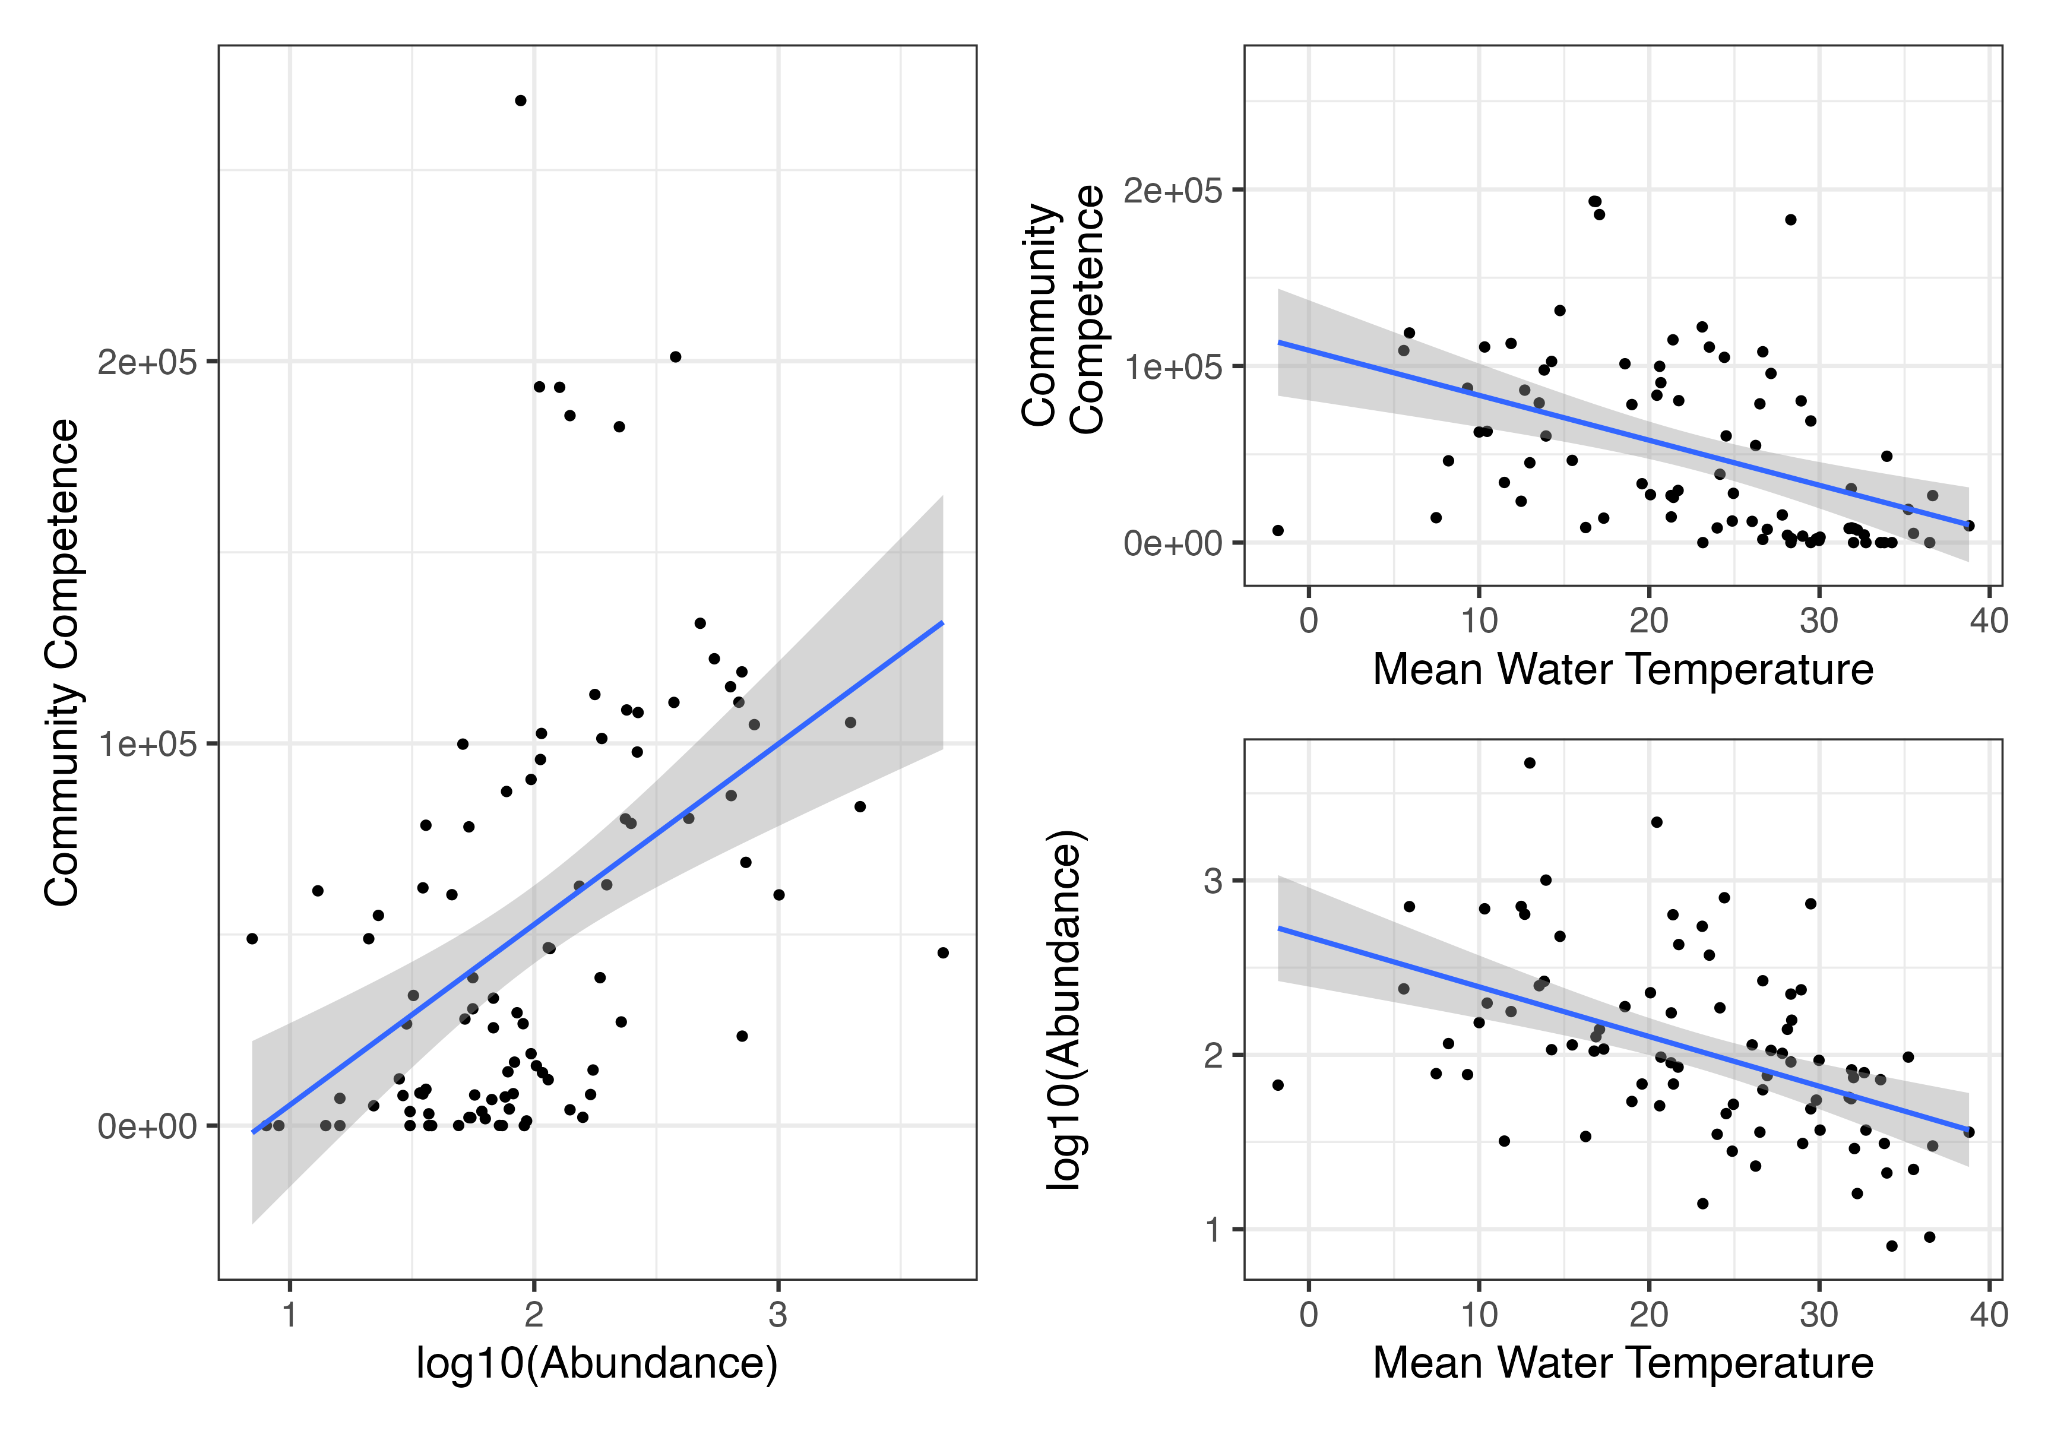 Community Competence
2e+05
1e+05
0e+00
1 2 3
log10(Abundance)
Community
Competence
2e+05
1e+05
0e+00
0 10 20 30 40
Mean Water Temperature
log10(Abundance)
3
2
1
0 10 20 30 40
Mean Water Temperature